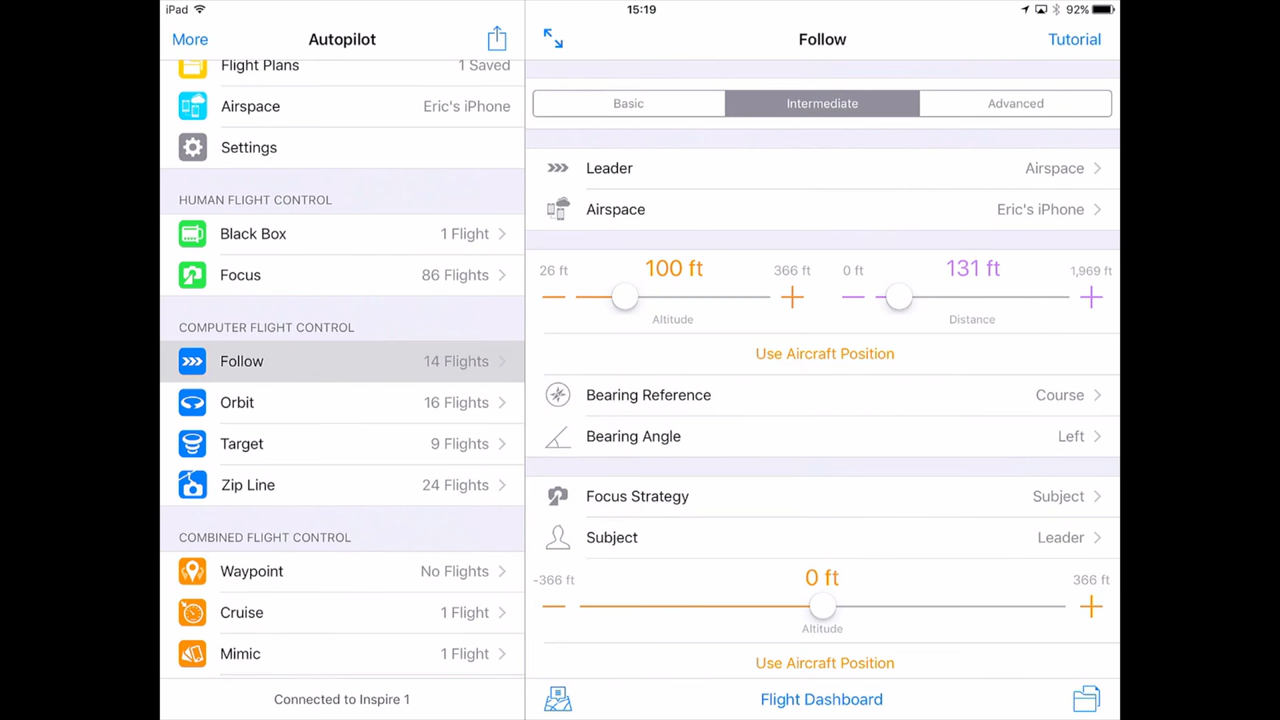 iPad 15:19 92%
More Autopilot
Flight Plans 1 Saved
Airspace Eric's iPhone
Settings
HUMAN FLIGHT CONTROL
Black Box 1 Flight
Focus 86 Flights
COMPUTER FLIGHT CONTROL
Follow 14 Flights
Orbit 16 Flights
Target 9 Flights
Zip Line 24 Flights
COMBINED FLIGHT CONTROL
Waypoint No Flights
Cruise 1 Flight
Mimic 1 Flight
Connected to Inspire 1
Follow Tutorial
Basic Intermediate Advanced
Leader Airspace
Airspace Eric's iPhone
26 ft 100 ft 366 ft 0 ft 131 ft 1,969 ft
Altitude Distance
Use Aircraft Position
Bearing Reference Course
Bearing Angle Left
Focus Strategy Subject
Subject Leader
-366 ft 0 ft 366 ft
Altitude
Use Aircraft Position
Flight Dashboard